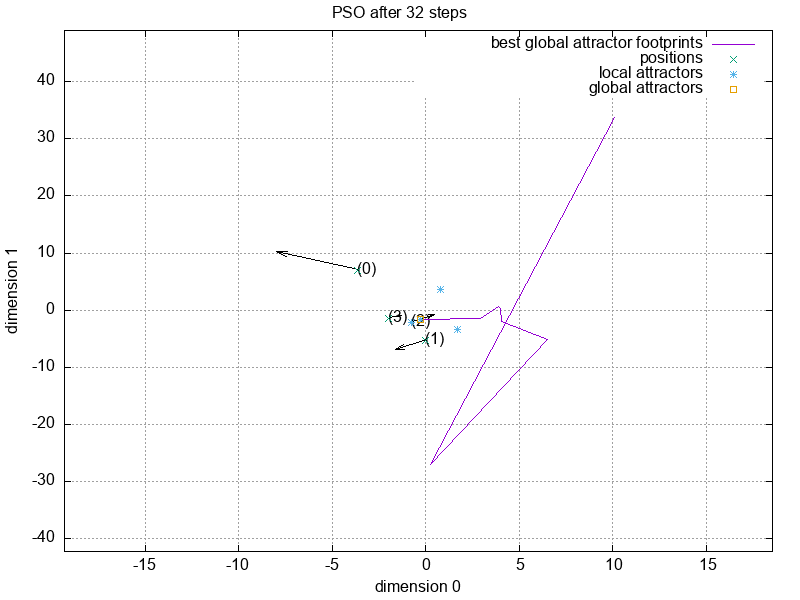 PSO after 32 steps
best global attractor footprints
positions
local attractors
global attractors
40
30
20
10
0
-10
-20
-30
-40
dimension 1
(0)
(3)
(2)
(1)
-15
-10
-5
0
5
10
15
dimension 0